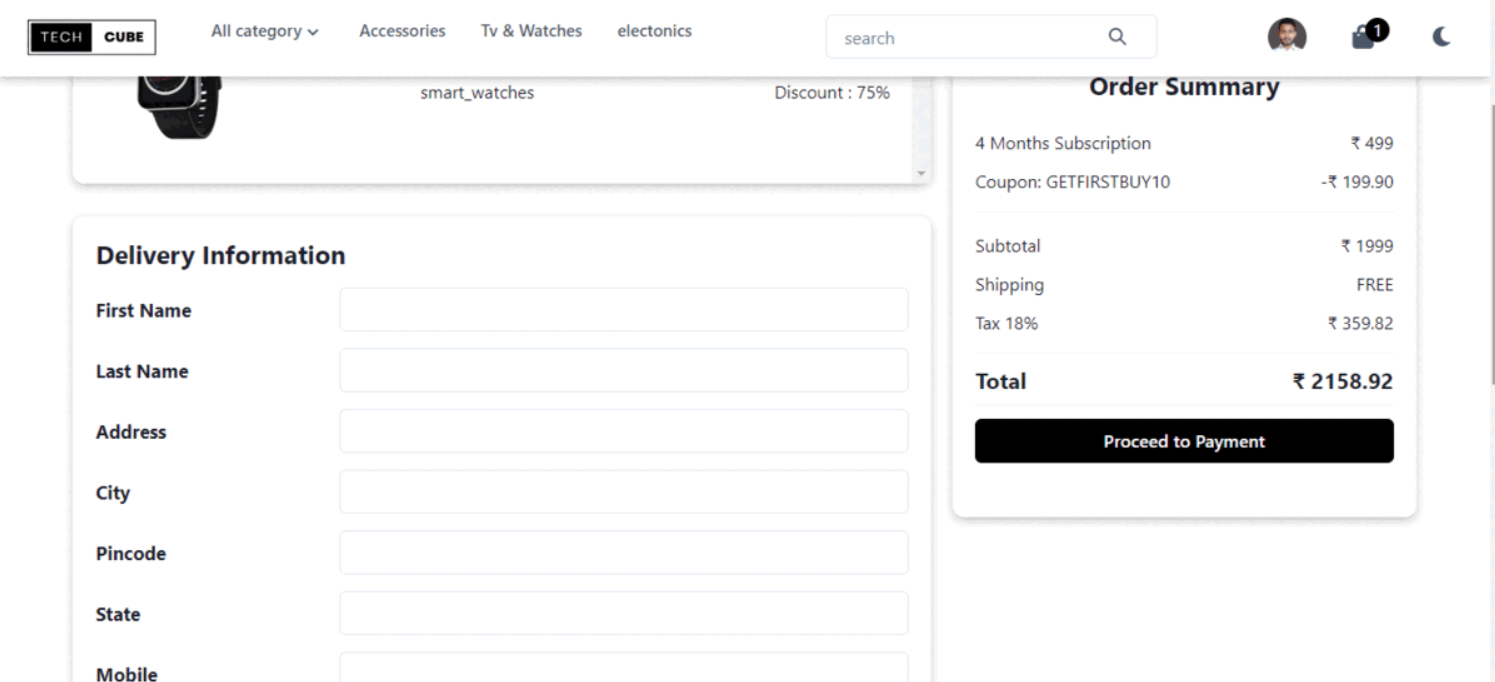 TECH CUBE
All category
Accessories
Tv & Watches
electonics
search
1
smart_watches
Discount : 75%
Delivery Information
First Name
Last Name
Address
City
Pincode
State
Mobile
Order Summary
4 Months Subscription ₹ 499
Coupon: GETFIRSTBUY10 -₹ 199.90
Subtotal ₹ 1999
Shipping FREE
Tax 18% ₹ 359.82
Total ₹ 2158.92
Proceed to Payment